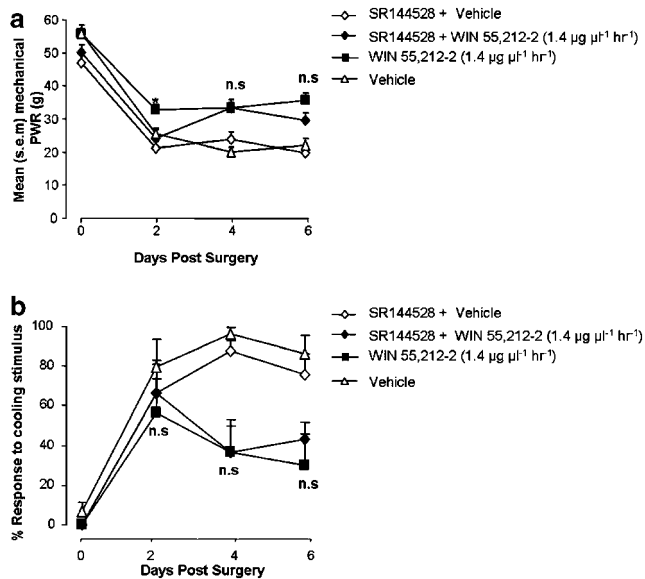 a
SR144528 + Vehicle
SR144528 + WIN 55,212-2 (1.4 µg µl-1 hr-1)
WIN 55,212-2 (1.4 µg µl-1 hr-1)
Vehicle
Mean (s.e.m) mechanical
PWR (g)
60
50
40
30
20
10
0
n.s
n.s
0
2
4
6
Days Post Surgery
b
SR144528 + Vehicle
SR144528 + WIN 55,212-2 (1.4 µg µl-1 hr-1)
WIN 55,212-2 (1.4 µg µl-1 hr-1)
Vehicle
% Response to cooling stimulus
100
80
60
40
20
0
n.s
n.s
n.s
0
2
4
6
Days Post Surgery